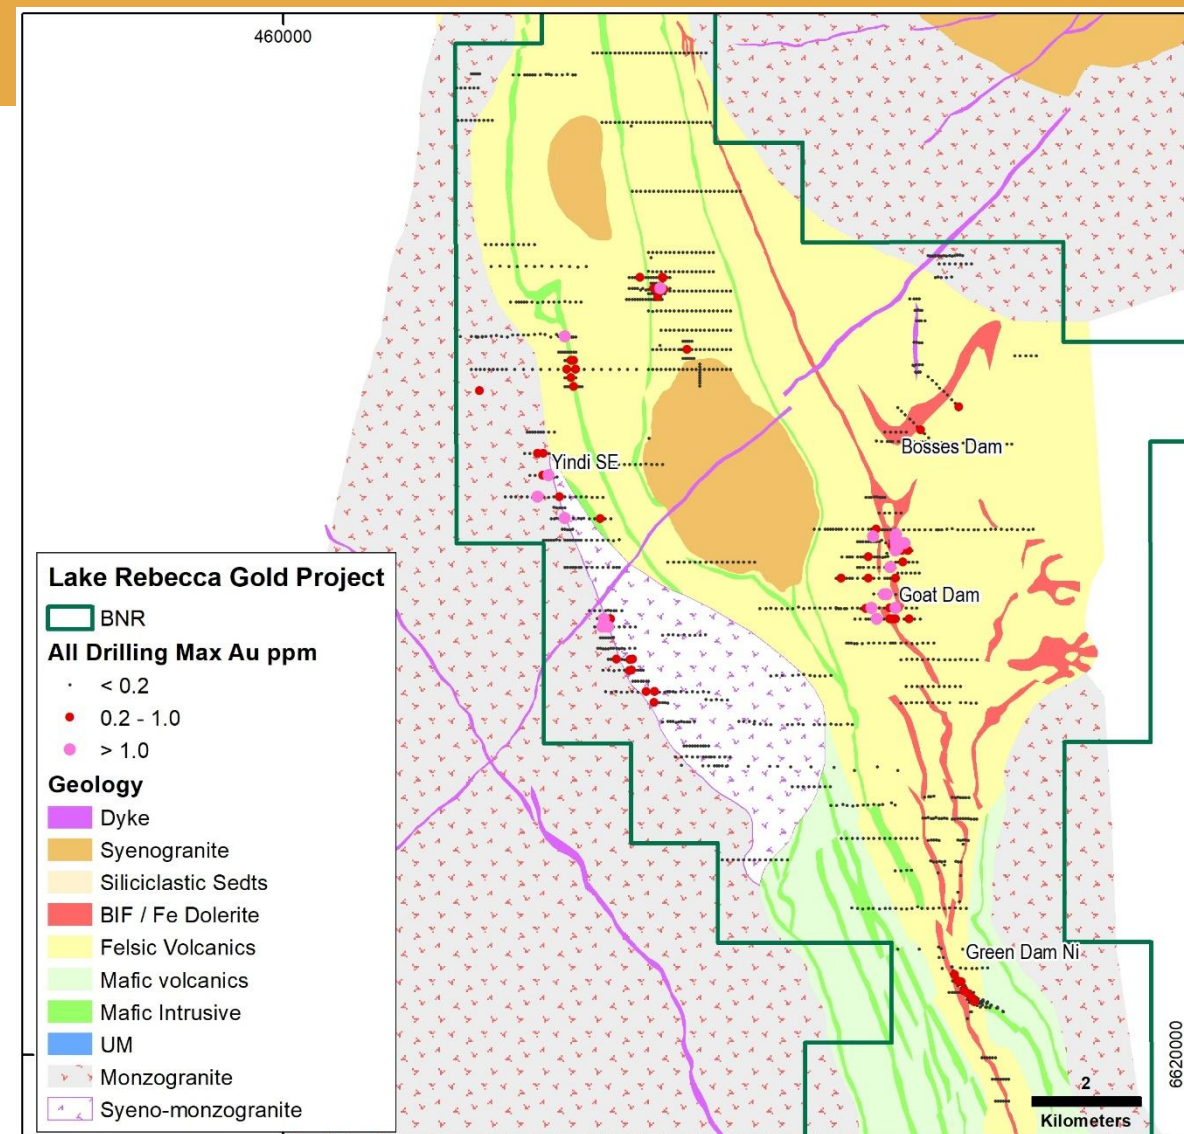 460000
Bosses Dam
Yindi SE
Goat Dam
Green Dam Ni
6620000
Lake Rebecca Gold Project
BNR
All Drilling Max Au ppm
< 0.2
0.2 - 1.0
> 1.0
Geology
Dyke
Syenogranite
Siliciclastic Sedts
BIF / Fe Dolerite
Felsic Volcanics
Mafic volcanics
Mafic Intrusive
UM
Monzogranite
Syeno-monzogranite
2
Kilometers